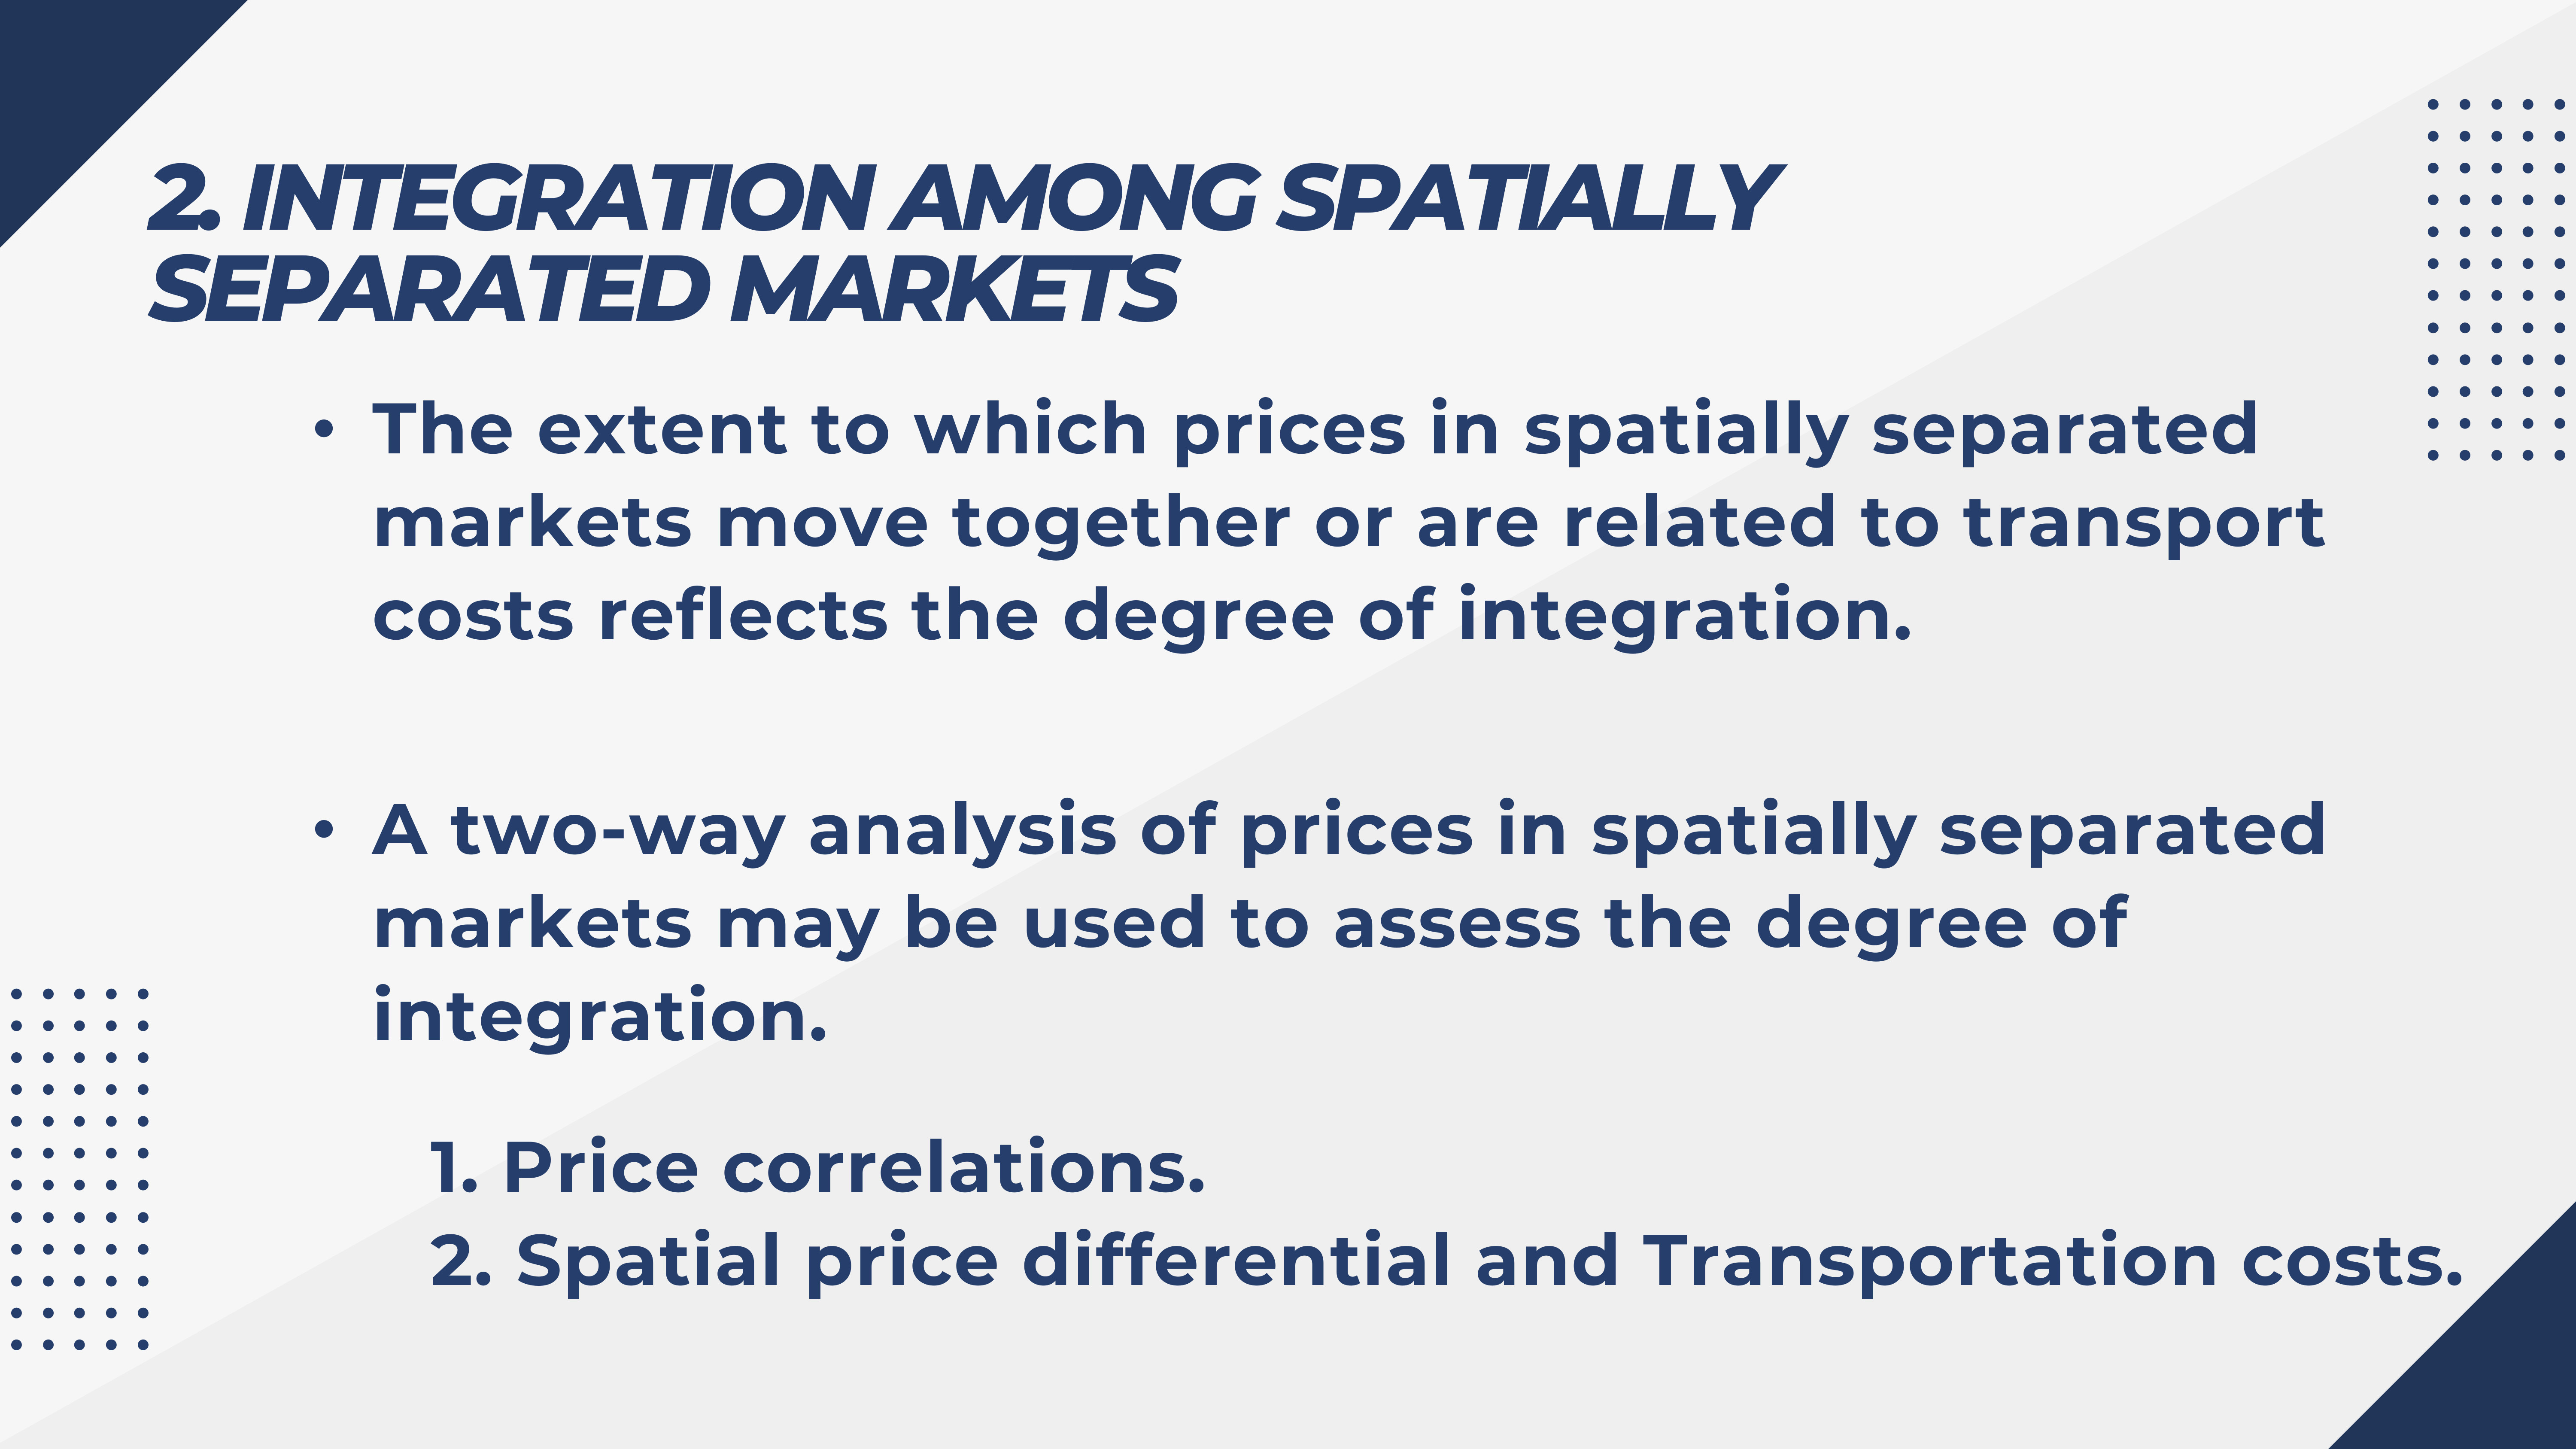 2. INTEGRATION AMONG SPATIALLY
SEPARATED MARKETS
• The extent to which prices in spatially separated
markets move together or are related to transport
costs reflects the degree of integration.
• A two-way analysis of prices in spatially separated
markets may be used to assess the degree of
integration.
1. Price correlations.
2. Spatial price differential and Transportation costs.